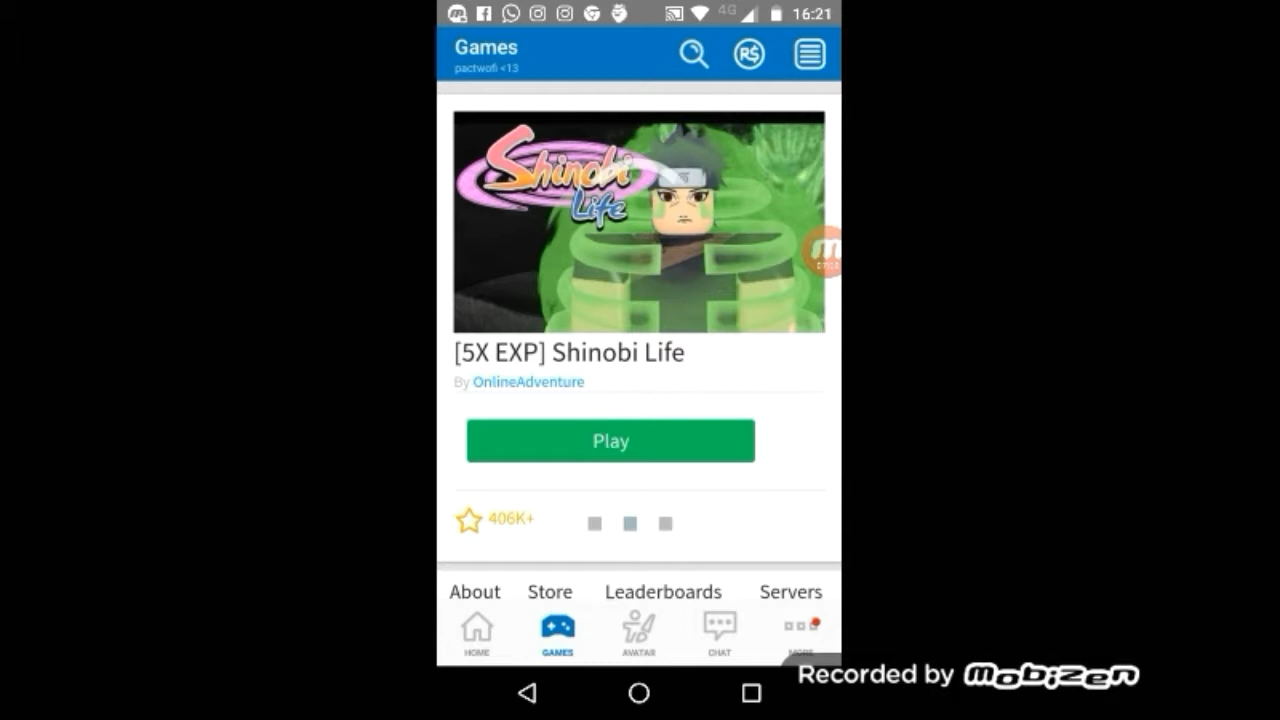 4G 16:21
Games
pactwofi <13
R$
Shinobi
Life
[5X EXP] Shinobi Life
By OnlineAdventure
Play
406K+
About Store Leaderboards Servers
HOME GAMES AVATAR CHAT MORE
Recorded by mobizen